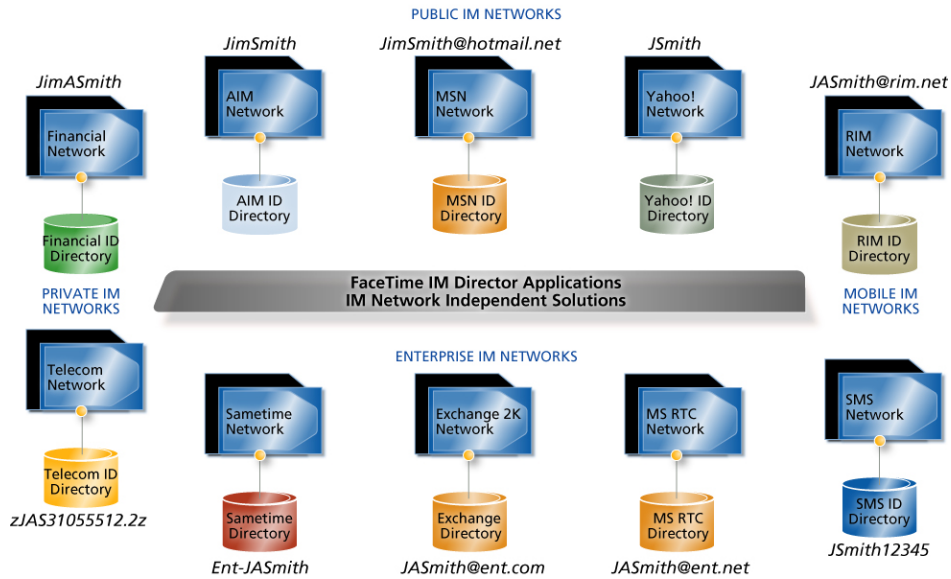 PUBLIC IM NETWORKS
JimSmith
JimSmith@hotmail.net
JSmith
JimASmith
JASmith@rim.net
AIM
Network
MSN
Network
Yahoo!
Network
Financial
Network
RIM
Network
AIM ID
Directory
MSN ID
Directory
Yahoo! ID
Directory
Financial ID
Directory
RIM ID
Directory
FaceTime IM Director Applications
IM Network Independent Solutions
PRIVATE IM
NETWORKS
MOBILE IM
NETWORKS
ENTERPRISE IM NETWORKS
Telecom
Network
Sametime
Network
Exchange 2K
Network
MS RTC
Network
SMS
Network
Telecom ID
Directory
zJAS31055512.2z
Sametime
Directory
Exchange
Directory
MS RTC
Directory
SMS ID
Directory
JSmith12345
Ent-JASmith
JASmith@ent.com
JASmith@ent.net